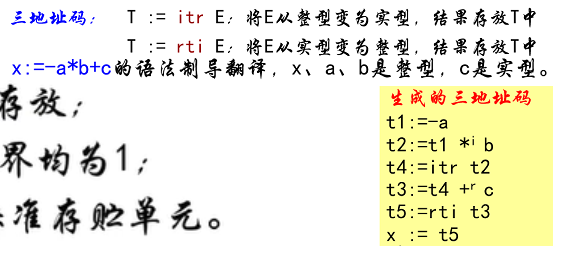 三地址码： T := itr E；将E从整型变为实型，结果存放T中
T := rti E；将E从实型变为整型，结果存放T中
x:=-a*b+c的语法制导翻译，x、a、b是整型，c是实型。
存放；
界均为1；
准存贮单元。
生成的三地址码
t1:=-a
t2:=t1 *ⁱ b
t4:=itr t2
t3:=t4 +ʳ c
t5:=rti t3
x := t5